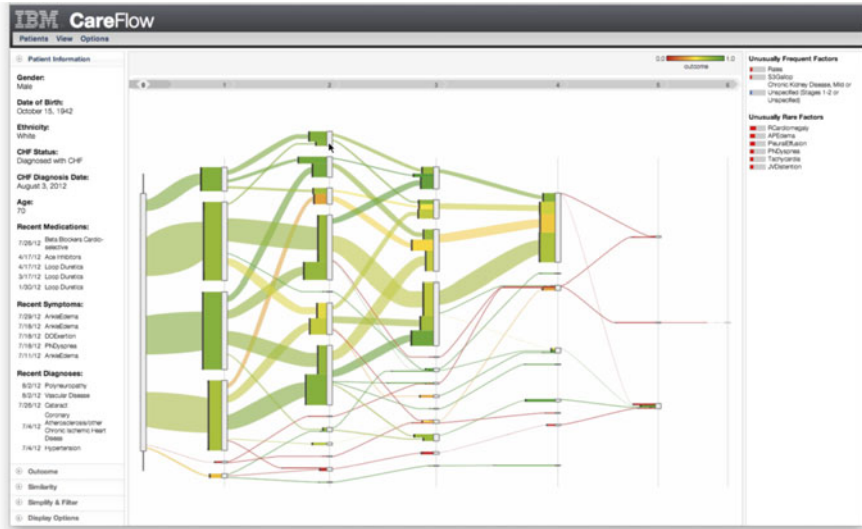 IBM CareFlow
Patients View Options
Patient Information
Gender:
Male
Date of Birth:
October 15, 1942
Ethnicity:
White
CHF Status:
Diagnosed with CHF
CHF Diagnosis Date:
August 3, 2012
Age:
70
Recent Medications:
7/26/12 Beta Blockers Cardio-
selective
4/17/12 Ace Inhibitors
4/17/12 Loop Diuretics
3/17/12 Loop Diuretics
1/30/12 Loop Diuretics
Recent Symptoms:
7/29/12 AnkleEdema
7/18/12 AnkleEdema
7/18/12 DOExertion
7/18/12 PNDyspnea
7/11/12 AnkleEdema
Recent Diagnoses:
8/2/12 Polyneuropathy
8/2/12 Vascular Disease
7/26/12 Cataract
Coronary
7/4/12 Atherosclerosis/other
Chronic Ischemic Heart
Disease
7/4/12 Hypertension
Outcome
Similarity
Simplify & Filter
Display Options
0.0 1.0
outcome
0 1 2 3 4 5 6
Unusually Frequent Factors
Rales
S3Gallop
Chronic Kidney Disease, Mild or
Unspecified (Stages 1-2 or
Unspecified)
Unusually Rare Factors
RCardiomegaly
APEdema
PleuralEffusion
PNDyspnea
Tachycardia
JVDistention